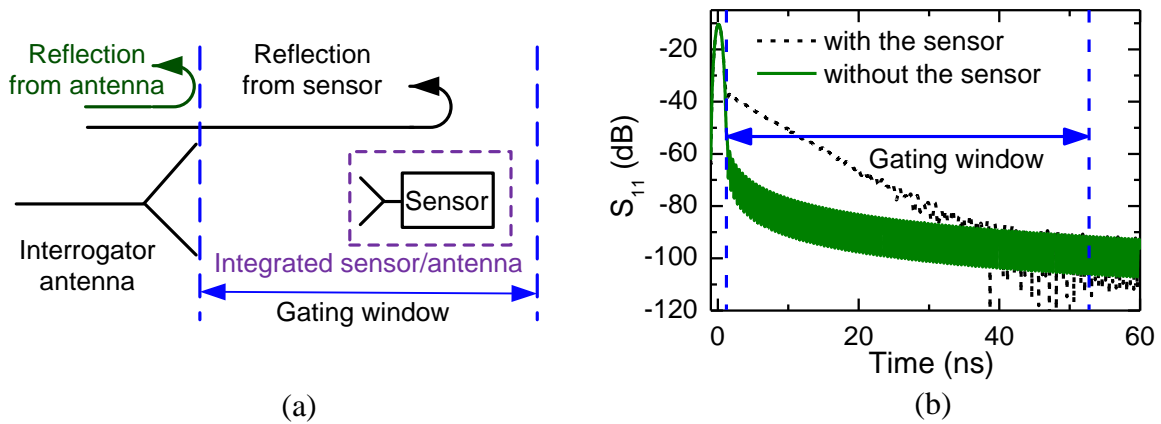 Reflection
from antenna
Reflection
from sensor
Sensor
Interrogator
antenna
Integrated sensor/antenna
Gating window
(a)
S11 (dB)
-20
-40
-60
-80
-100
-120
with the sensor
without the sensor
Gating window
0
20
40
60
Time (ns)
(b)